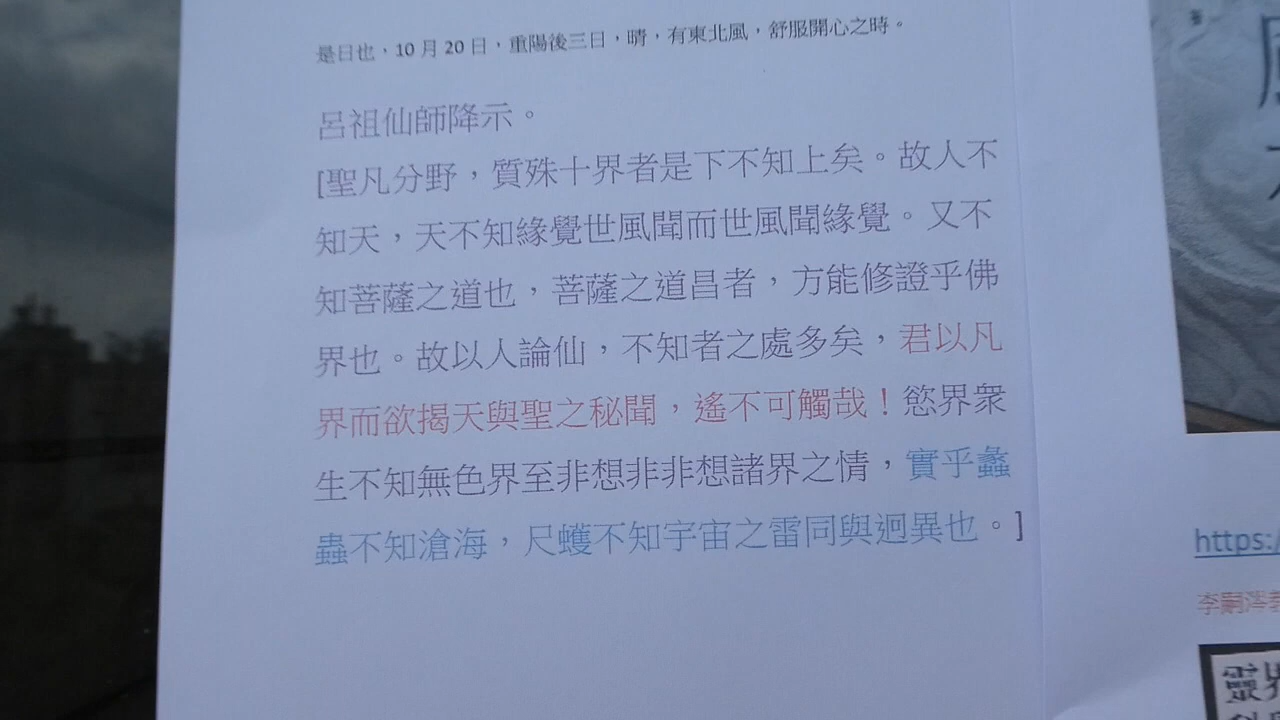 是日也，10 月 20 日，重陽後三日，晴，有東北風，舒服開心之時。
呂祖仙師降示。
[聖凡分野，質殊十界者是下不知上矣。故人不
知天，天不知緣覺世風聞而世風聞緣覺。又不
知菩薩之道也，菩薩之道昌者，方能修證乎佛
界也。故以人論仙，不知者之處多矣，君以凡
界而欲揭天與聖之秘聞，遙不可觸哉！慾界衆
生不知無色界至非想非非想諸界之情，實乎蠡
蟲不知滄海，尺蠖不知宇宙之雷同與迥異也。]
https:/
李嗣涔
靈界